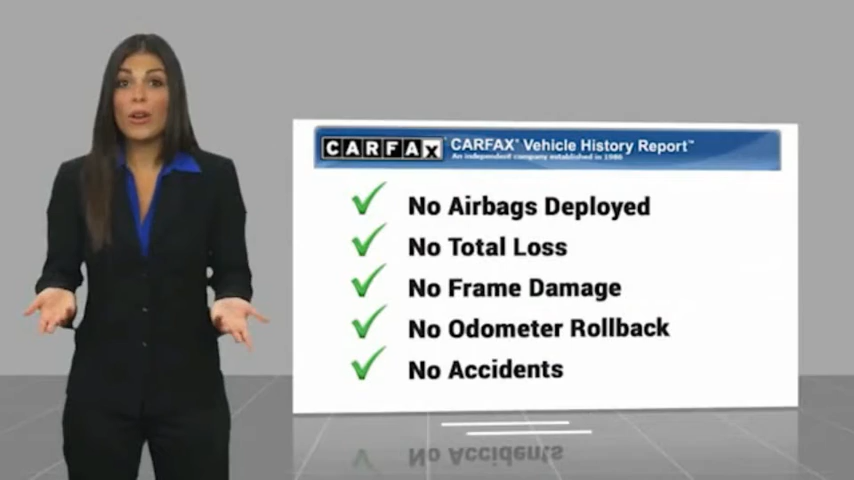 CARFAX CARFAX Vehicle History Report™
An independent company established in 1986
No Airbags Deployed
No Total Loss
No Frame Damage
No Odometer Rollback
No Accidents
No Accidents